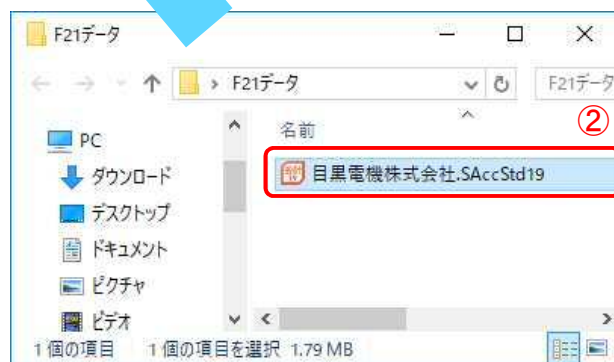 F21データ
F21データ
F21データ
名前
②
PC
目黒電機株式会社.SAccStd19
ダウンロード
デスクトップ
ドキュメント
ピクチャ
ビデオ
1 個の項目 1 個の項目を選択 1.79 MB